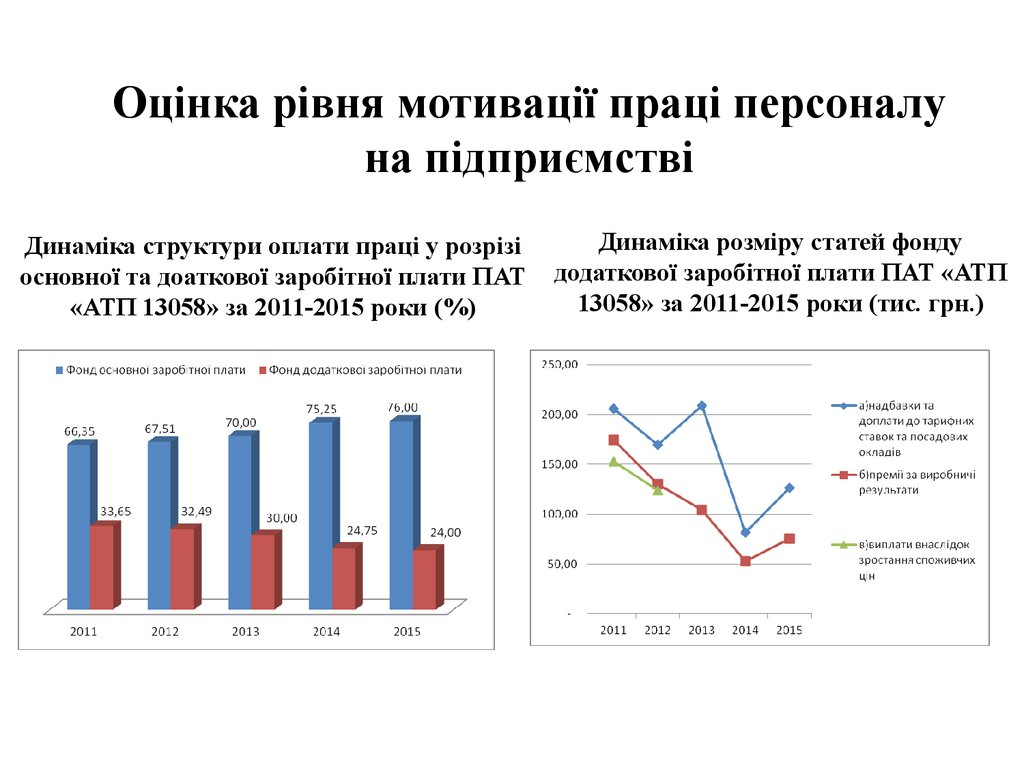 Оцінка рівня мотивації праці персоналу
на підприємстві
Динаміка структури оплати праці у розрізі
основної та доаткової заробітної плати ПАТ
«АТП 13058» за 2011-2015 роки (%)
Динаміка розміру статей фонду
додаткової заробітної плати ПАТ «АТП
13058» за 2011-2015 роки (тис. грн.)
Фонд основної заробітної плати
Фонд додаткової заробітної плати
66,35
67,51
70,00
75,25
76,00
33,65
32,49
30,00
24,75
24,00
2011 2012 2013 2014 2015
250,00
200,00
150,00
100,00
50,00
-
2011 2012 2013 2014 2015
а)надбавки та
доплати до тарифних
ставок та посадових
окладів
б)премії за виробничі
результати
в)виплати внаслідок
зростання споживчих
цін